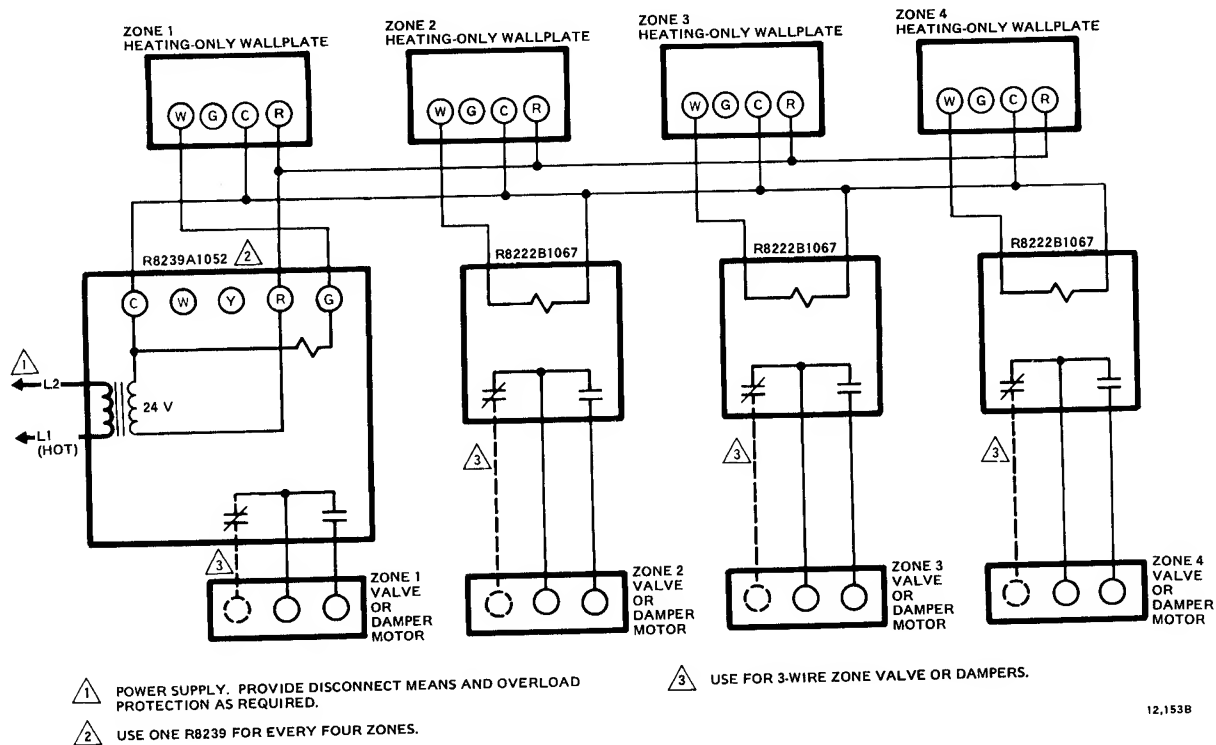 ZONE 1
HEATING-ONLY WALLPLATE
W G C R
ZONE 2
HEATING-ONLY WALLPLATE
W G C R
ZONE 3
HEATING-ONLY WALLPLATE
W G C R
ZONE 4
HEATING-ONLY WALLPLATE
W G C R
R8239A1052 2
C W Y R G
1
L2
L1
(HOT)
24 V
3
ZONE 1
VALVE
OR
DAMPER
MOTOR
R8222B1067
3
ZONE 2
VALVE
OR
DAMPER
MOTOR
R8222B1067
3
ZONE 3
VALVE
OR
DAMPER
MOTOR
R8222B1067
3
ZONE 4
VALVE
OR
DAMPER
MOTOR
1 POWER SUPPLY. PROVIDE DISCONNECT MEANS AND OVERLOAD
PROTECTION AS REQUIRED.
2 USE ONE R8239 FOR EVERY FOUR ZONES.
3 USE FOR 3-WIRE ZONE VALVE OR DAMPERS.
12,153B